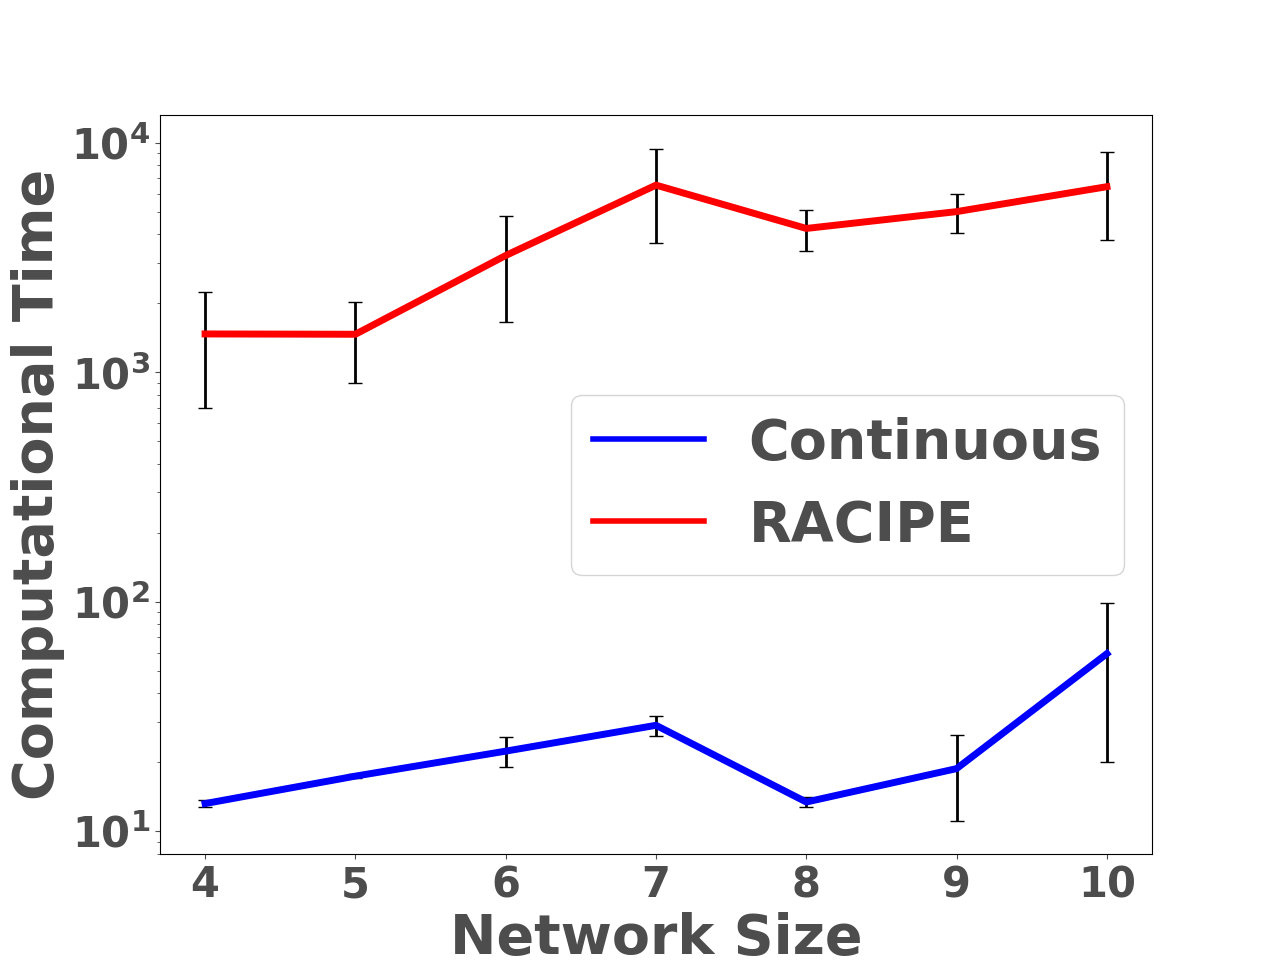 Computational Time
10⁴
10³
10²
10¹
Continuous
RACIPE
4 5 6 7 8 9 10
Network Size